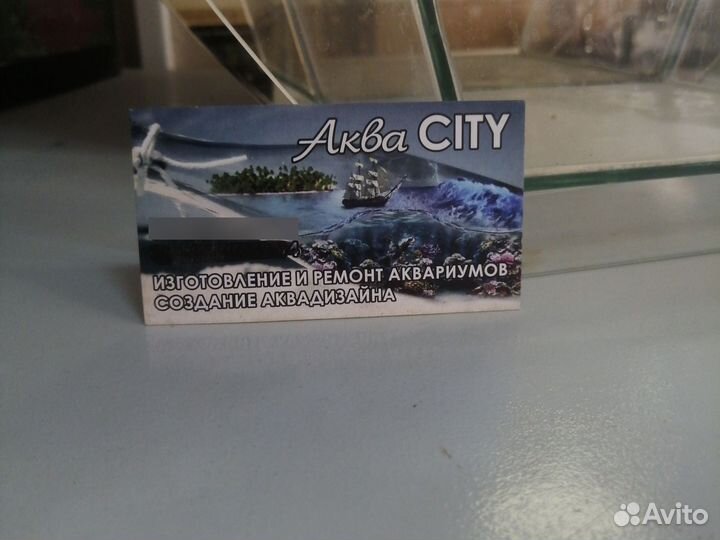 Аква CITY
ИЗГОТОВЛЕНИЕ И РЕМОНТ АКВАРИУМОВ
СОЗДАНИЕ АКВАДИЗАЙНА
Avito